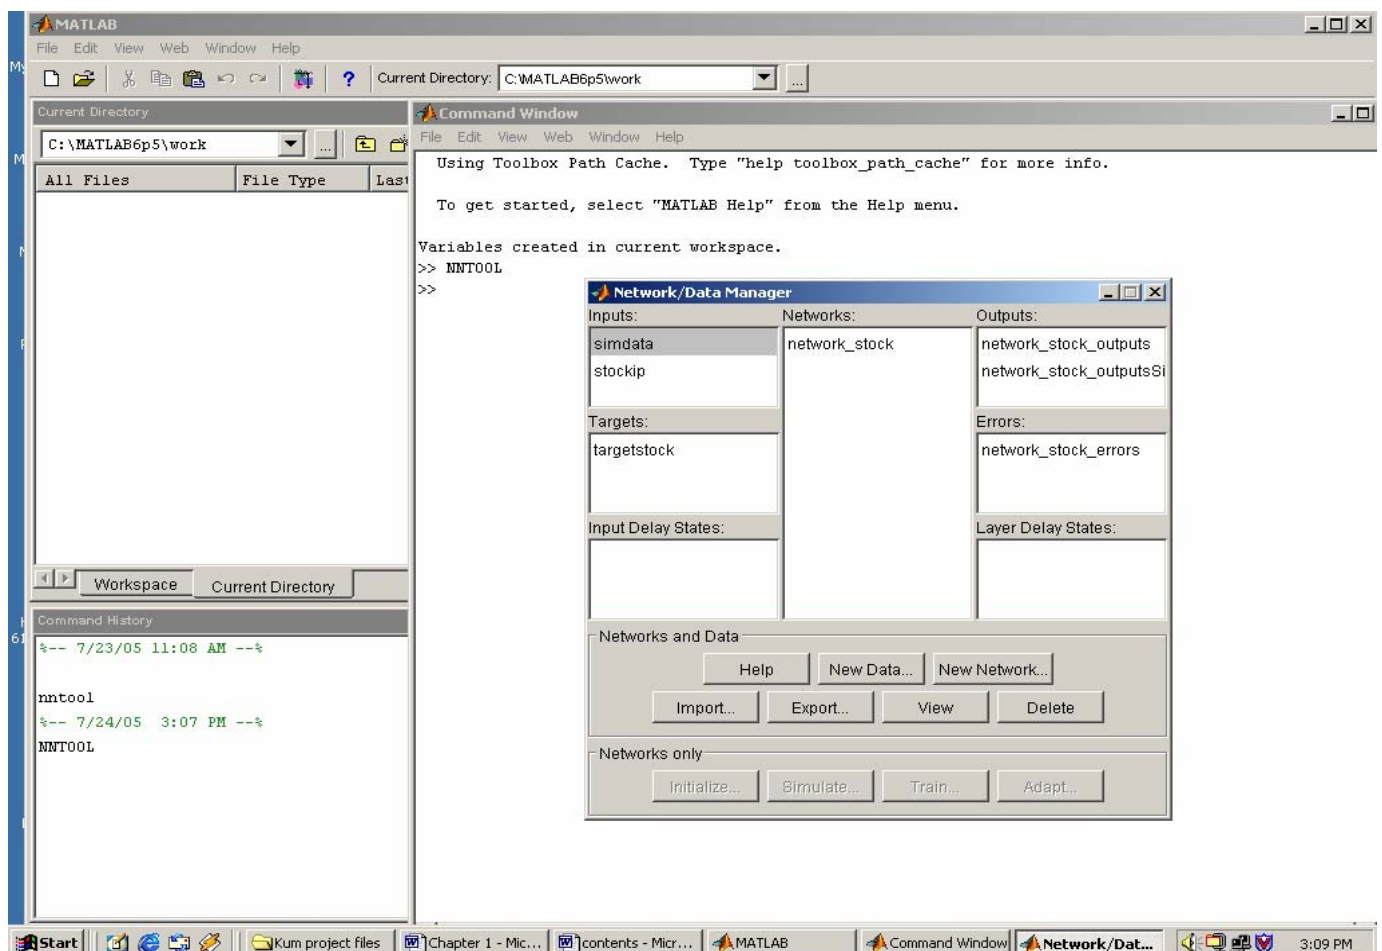 MATLAB
File Edit View Web Window Help
? Current Directory: C:\MATLAB6p5\work ...
Current Directory
C:\MATLAB6p5\work ...
All Files File Type Last
Workspace Current Directory
Command History
%-- 7/23/05 11:08 AM --%
nntool
%-- 7/24/05 3:07 PM --%
NNTOOL
Command Window
File Edit View Web Window Help
Using Toolbox Path Cache. Type "help toolbox_path_cache" for more info.
To get started, select "MATLAB Help" from the Help menu.
Variables created in current workspace.
>> NNTOOL
>>
Network/Data Manager
Inputs: Networks: Outputs:
simdata network_stock network_stock_outputs
stockip network_stock_outputsSi
Targets: Errors:
targetstock network_stock_errors
Input Delay States: Layer Delay States:
Networks and Data
Help New Data... New Network...
Import... Export... View Delete
Networks only
Initialize... Simulate... Train... Adapt...
Start Kum project files Chapter 1 - Mic... contents - Micr... MATLAB Command Window Network/Dat... 3:09 PM